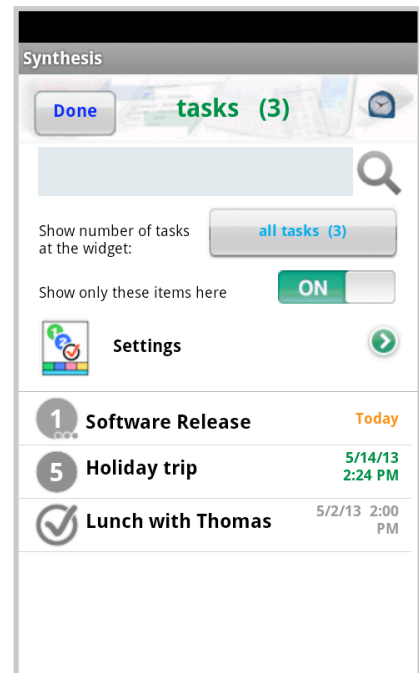 Synthesis
Done
tasks (3)
Show number of tasks
at the widget:
all tasks (3)
Show only these items here
ON
Settings
1
Software Release
Today
5
Holiday trip
5/14/13
2:24 PM
Lunch with Thomas
5/2/13 2:00
PM